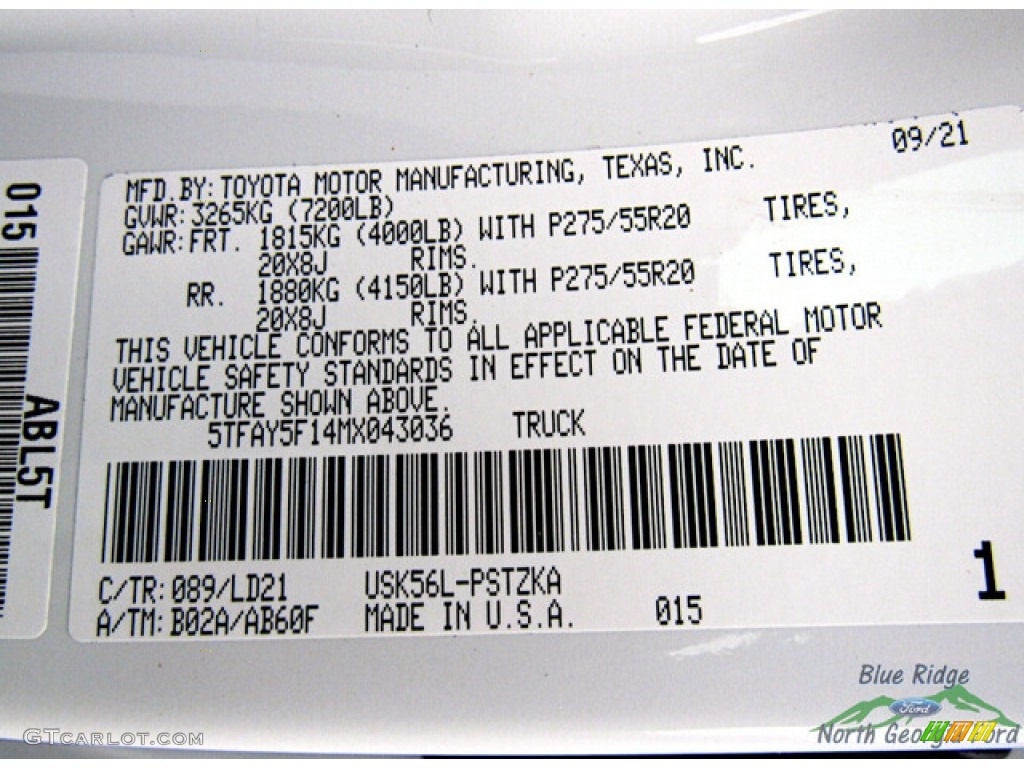 09/21
MFD.BY: TOYOTA MOTOR MANUFACTURING, TEXAS, INC.
GVWR: 3265KG (7200LB)
GAWR: FRT. 1815KG (4000LB) WITH P275/55R20 TIRES,
20X8J RIMS.
RR. 1880KG (4150LB) WITH P275/55R20 TIRES,
20X8J RIMS.
THIS VEHICLE CONFORMS TO ALL APPLICABLE FEDERAL MOTOR
VEHICLE SAFETY STANDARDS IN EFFECT ON THE DATE OF
MANUFACTURE SHOWN ABOVE.
5TFAY5F14MX043036 TRUCK
C/TR: 089/LD21 USK56L-PSTZKA
A/TM: B02A/AB60F MADE IN U.S.A. 015
1
015 ABL5T
Blue Ridge
Ford
North Georgia Ford
GTcarlot.com